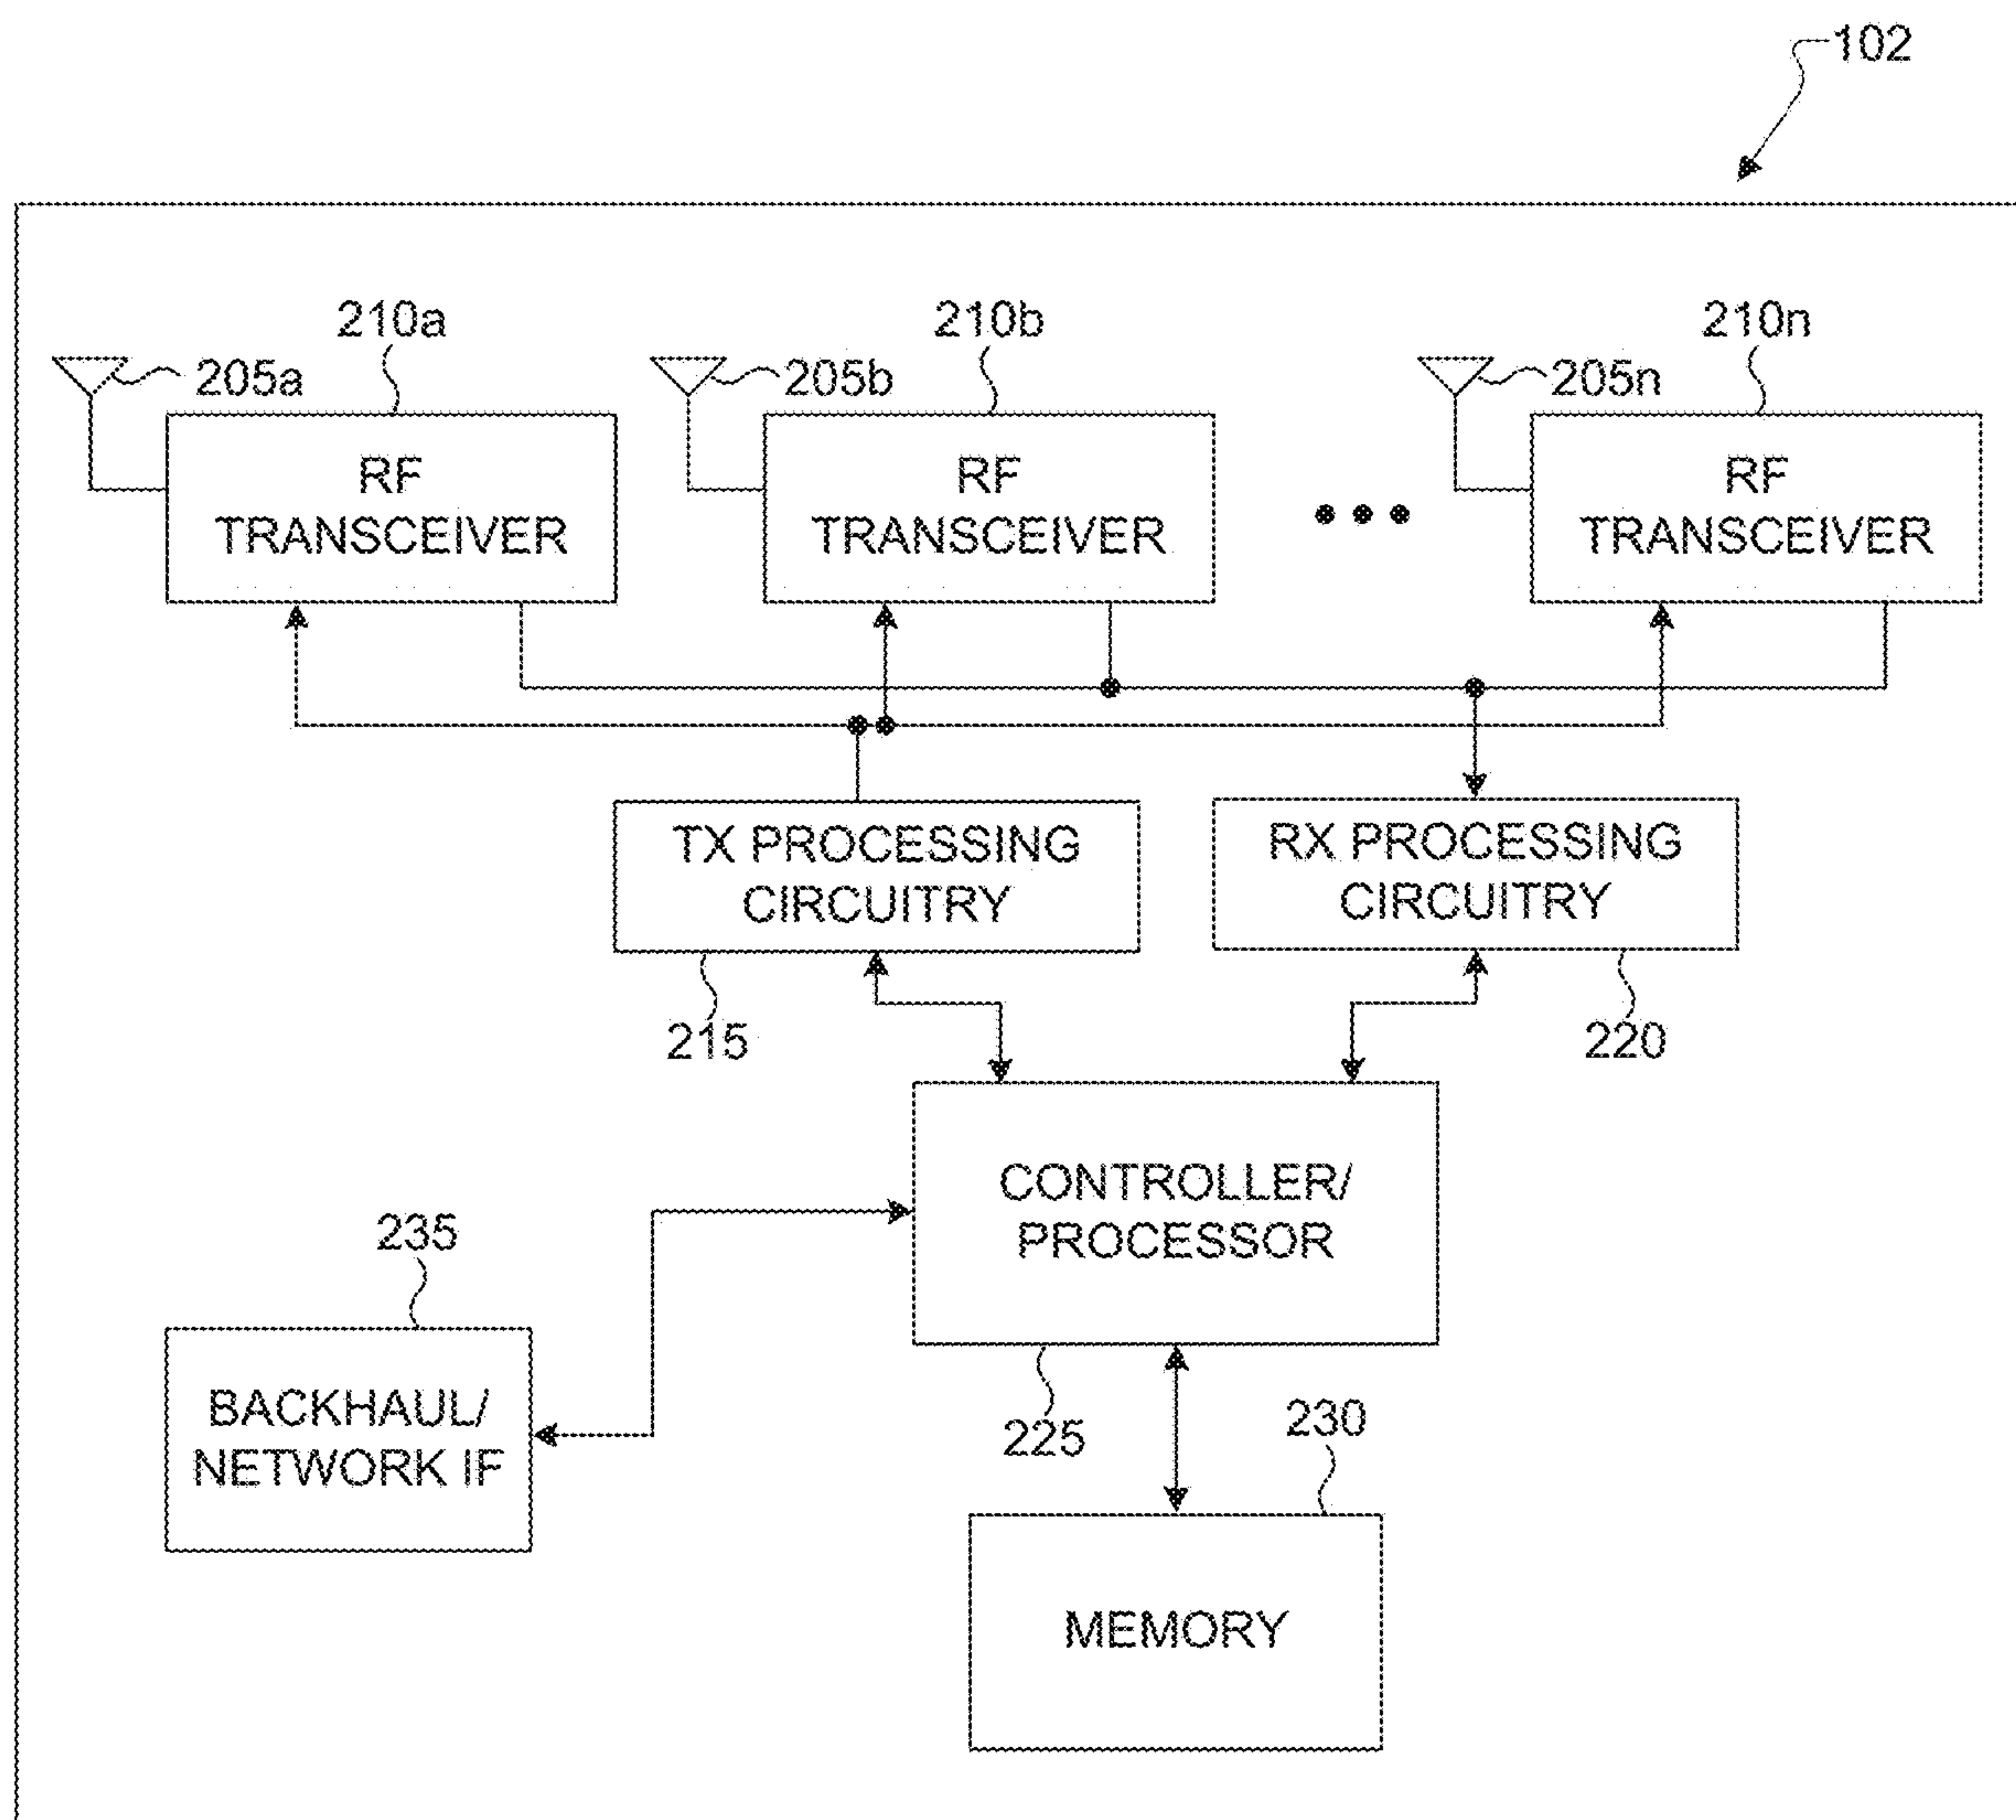 102
210a
210b
210n
205a
205b
205n
RF
TRANSCEIVER
RF
TRANSCEIVER
RF
TRANSCEIVER
TX PROCESSING
CIRCUITRY
RX PROCESSING
CIRCUITRY
215
220
CONTROLLER/
PROCESSOR
235
BACKHAUL/
NETWORK IF
225
230
MEMORY